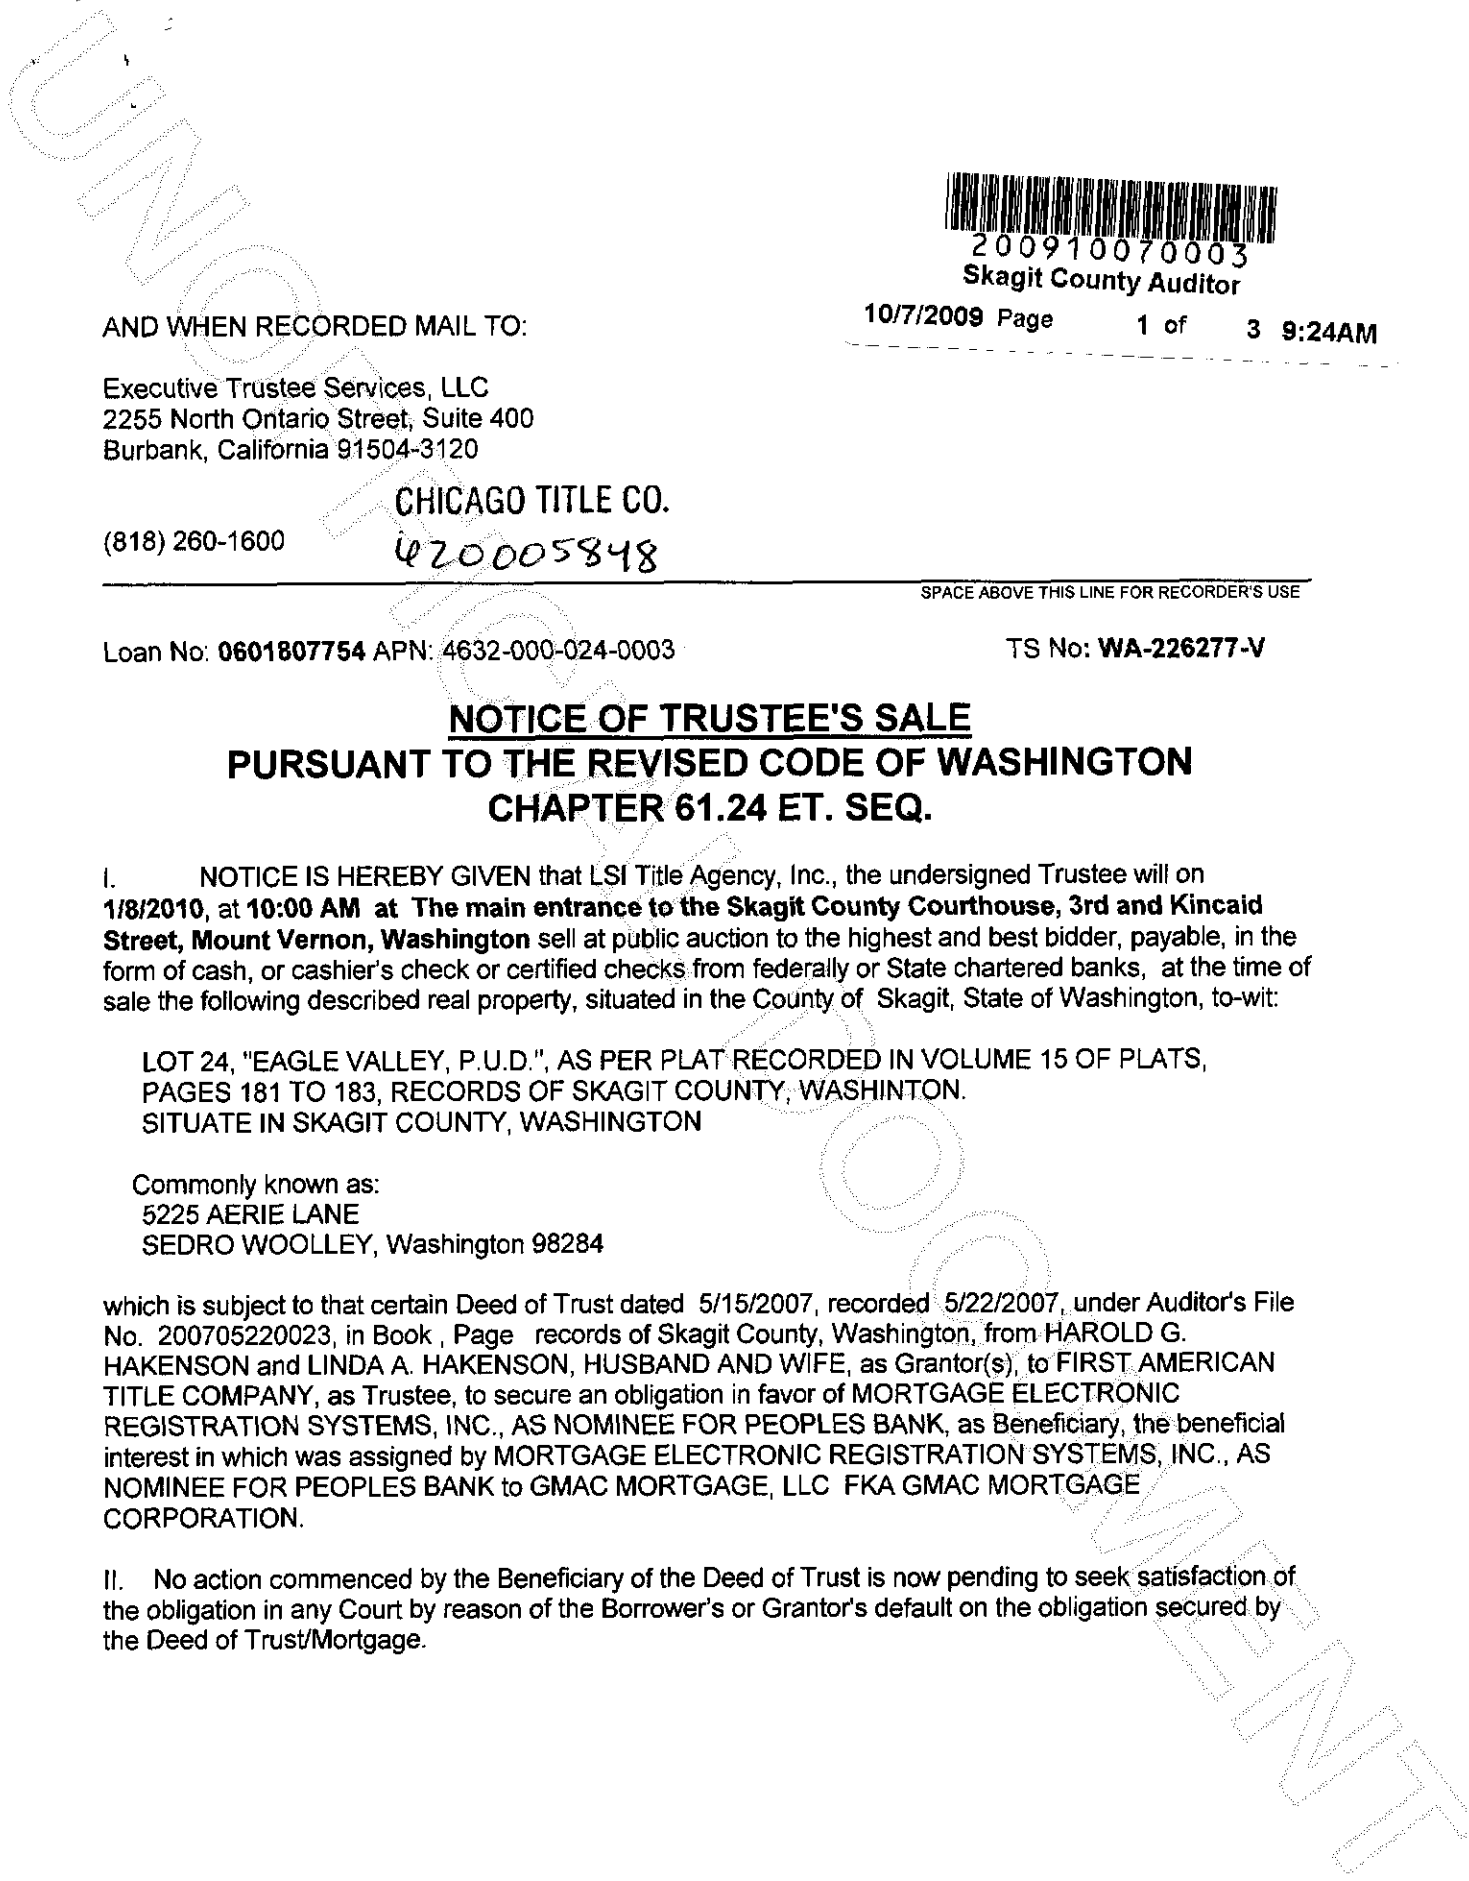 200910070003
Skagit County Auditor
10/7/2009 Page 1 of 3 9:24AM
AND WHEN RECORDED MAIL TO:
Executive Trustee Services, LLC
2255 North Ontario Street, Suite 400
Burbank, California 91504-3120
CHICAGO TITLE CO.
(818) 260-1600
620005848
SPACE ABOVE THIS LINE FOR RECORDER'S USE
Loan No: 0601807754 APN: 4632-000-024-0003 TS No: WA-226277-V
NOTICE OF TRUSTEE'S SALE
PURSUANT TO THE REVISED CODE OF WASHINGTON
CHAPTER 61.24 ET. SEQ.
I. NOTICE IS HEREBY GIVEN that LSI Title Agency, Inc., the undersigned Trustee will on
1/8/2010, at 10:00 AM at The main entrance to the Skagit County Courthouse, 3rd and Kincaid
Street, Mount Vernon, Washington sell at public auction to the highest and best bidder, payable, in the
form of cash, or cashier's check or certified checks from federally or State chartered banks, at the time of
sale the following described real property, situated in the County of Skagit, State of Washington, to-wit:
LOT 24, "EAGLE VALLEY, P.U.D.", AS PER PLAT RECORDED IN VOLUME 15 OF PLATS,
PAGES 181 TO 183, RECORDS OF SKAGIT COUNTY, WASHINTON.
SITUATE IN SKAGIT COUNTY, WASHINGTON
Commonly known as:
5225 AERIE LANE
SEDRO WOOLLEY, Washington 98284
which is subject to that certain Deed of Trust dated 5/15/2007, recorded 5/22/2007, under Auditor's File
No. 200705220023, in Book , Page records of Skagit County, Washington, from HAROLD G.
HAKENSON and LINDA A. HAKENSON, HUSBAND AND WIFE, as Grantor(s), to FIRST AMERICAN
TITLE COMPANY, as Trustee, to secure an obligation in favor of MORTGAGE ELECTRONIC
REGISTRATION SYSTEMS, INC., AS NOMINEE FOR PEOPLES BANK, as Beneficiary, the beneficial
interest in which was assigned by MORTGAGE ELECTRONIC REGISTRATION SYSTEMS, INC., AS
NOMINEE FOR PEOPLES BANK to GMAC MORTGAGE, LLC FKA GMAC MORTGAGE
CORPORATION.
II. No action commenced by the Beneficiary of the Deed of Trust is now pending to seek satisfaction of
the obligation in any Court by reason of the Borrower's or Grantor's default on the obligation secured by
the Deed of Trust/Mortgage.
UNOFFICIAL DOCUMENT